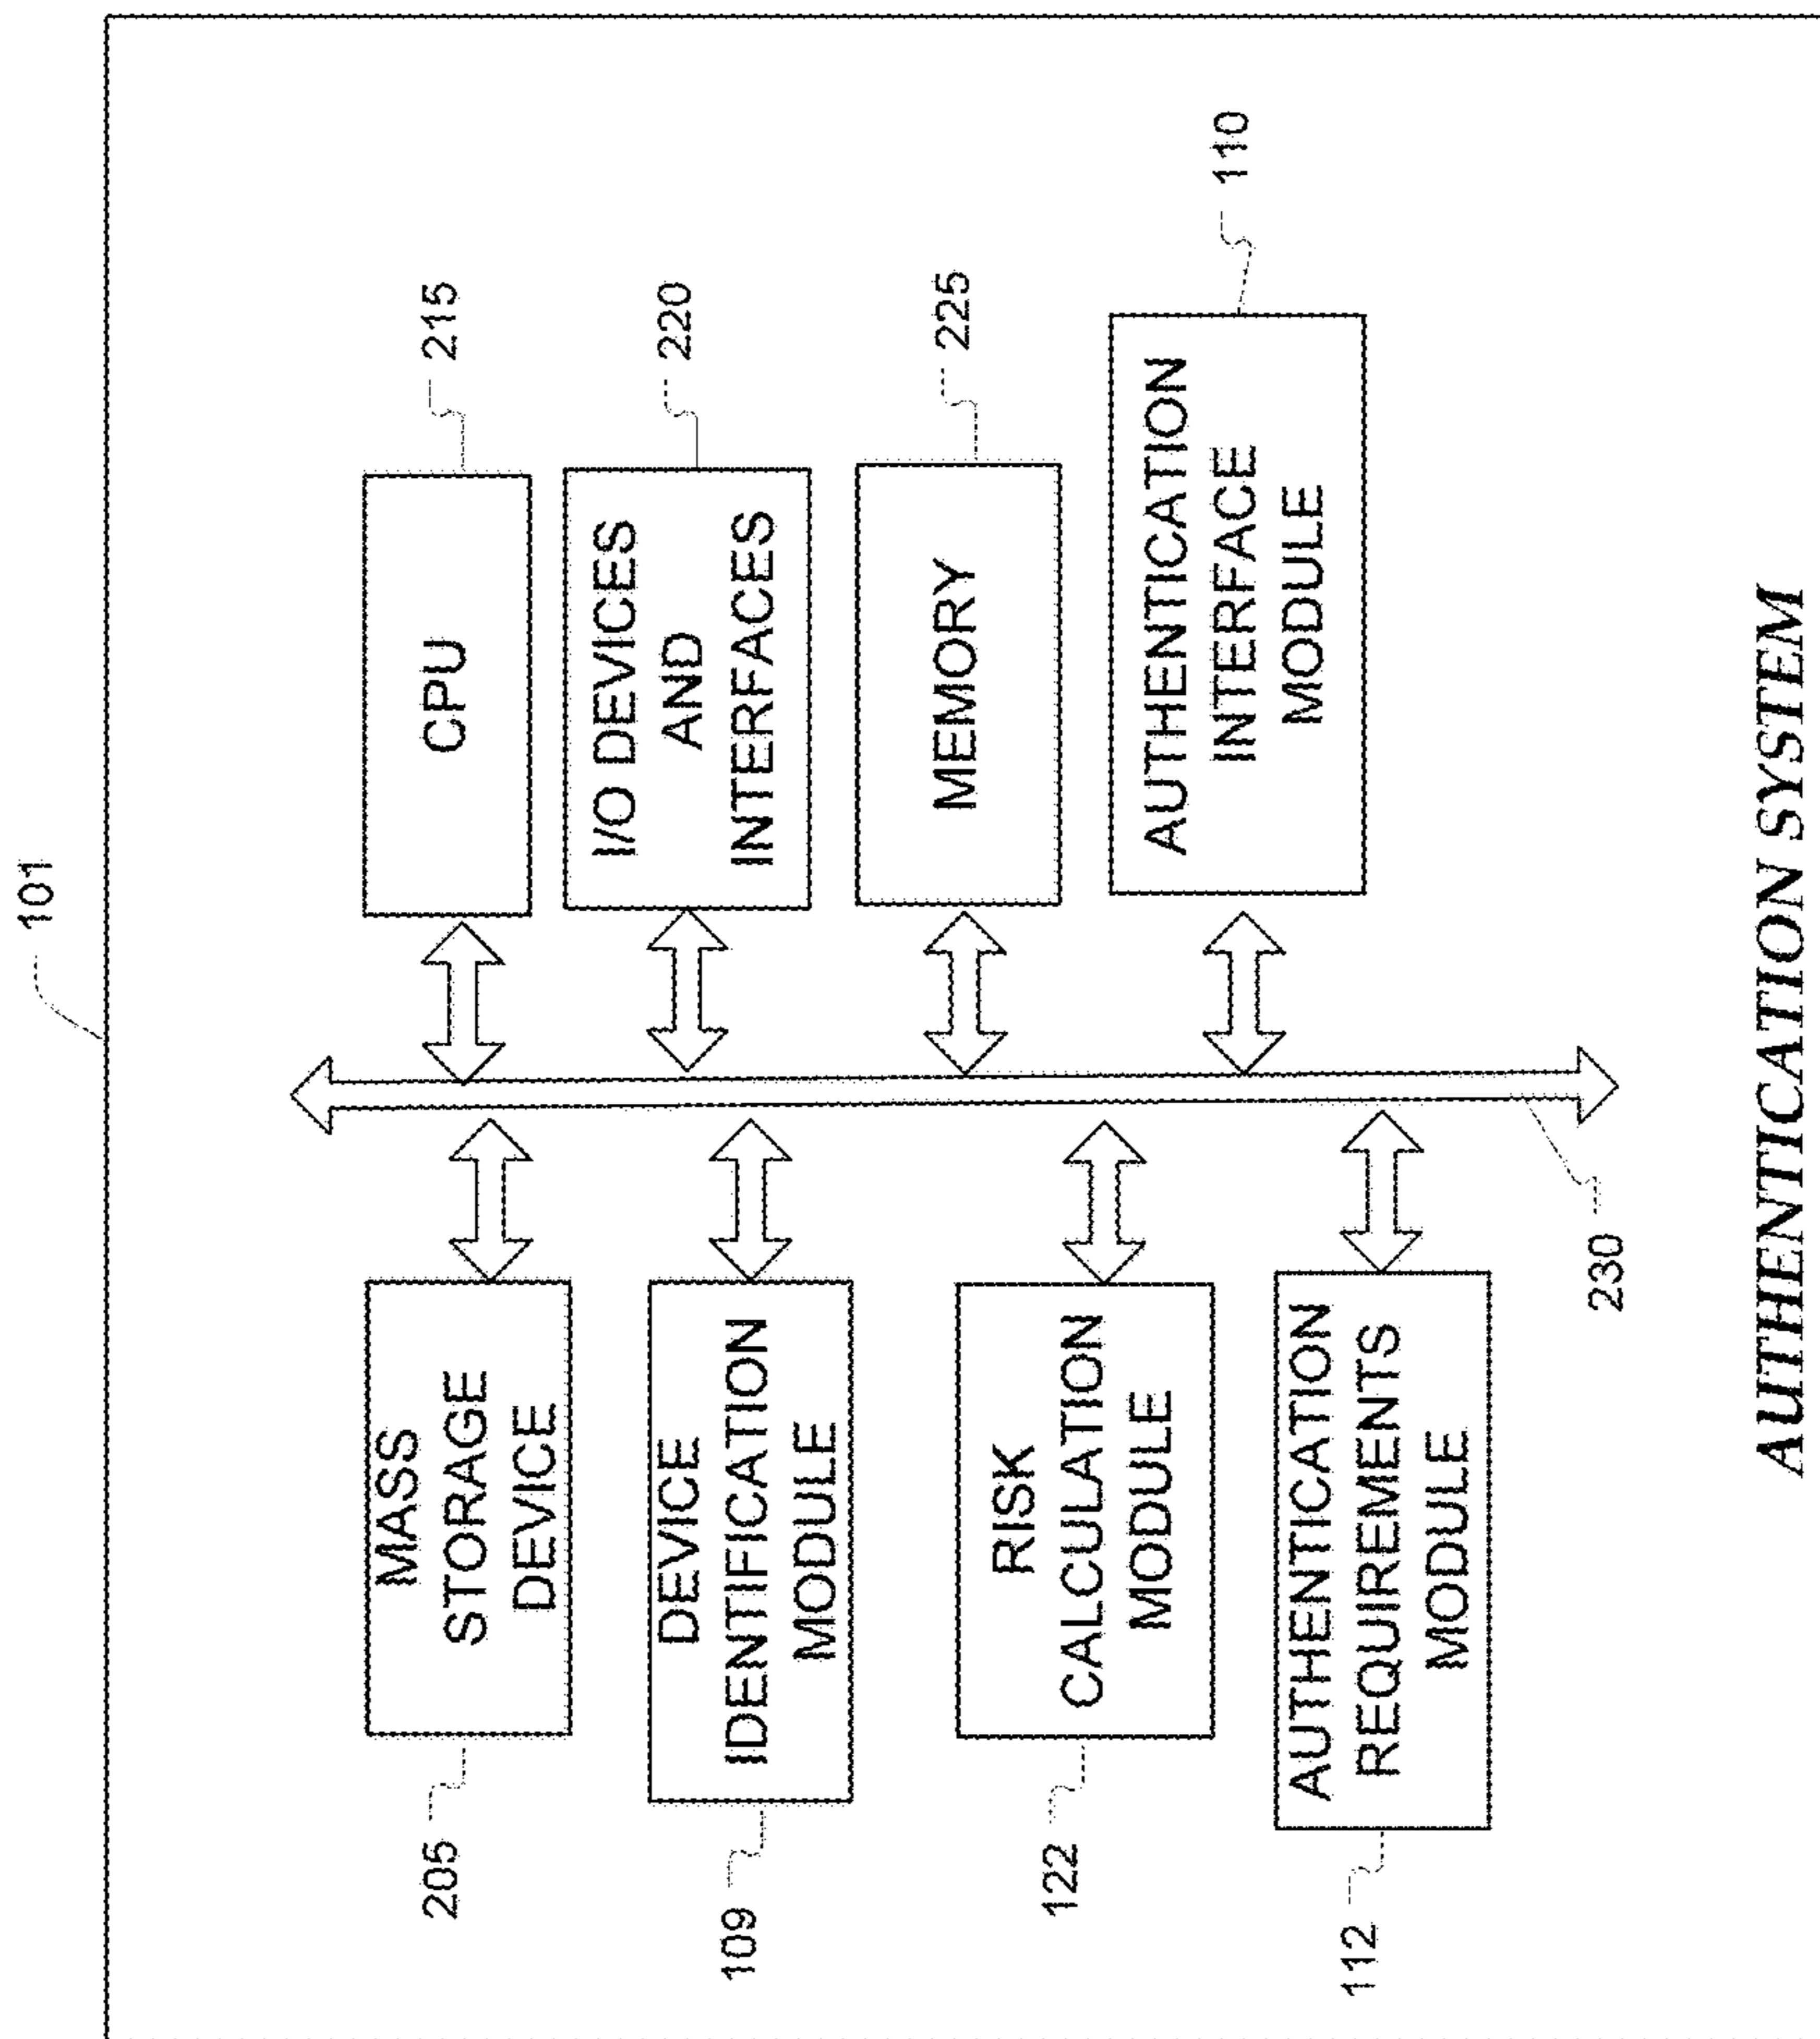 101
205
MASS
STORAGE
DEVICE
CPU
215
109
DEVICE
IDENTIFICATION
MODULE
I/O DEVICES
AND
INTERFACES
220
122
RISK
CALCULATION
MODULE
MEMORY
225
112
AUTHENTICATION
REQUIREMENTS
MODULE
AUTHENTICATION
INTERFACE
MODULE
110
230
AUTHENTICATION SYSTEM